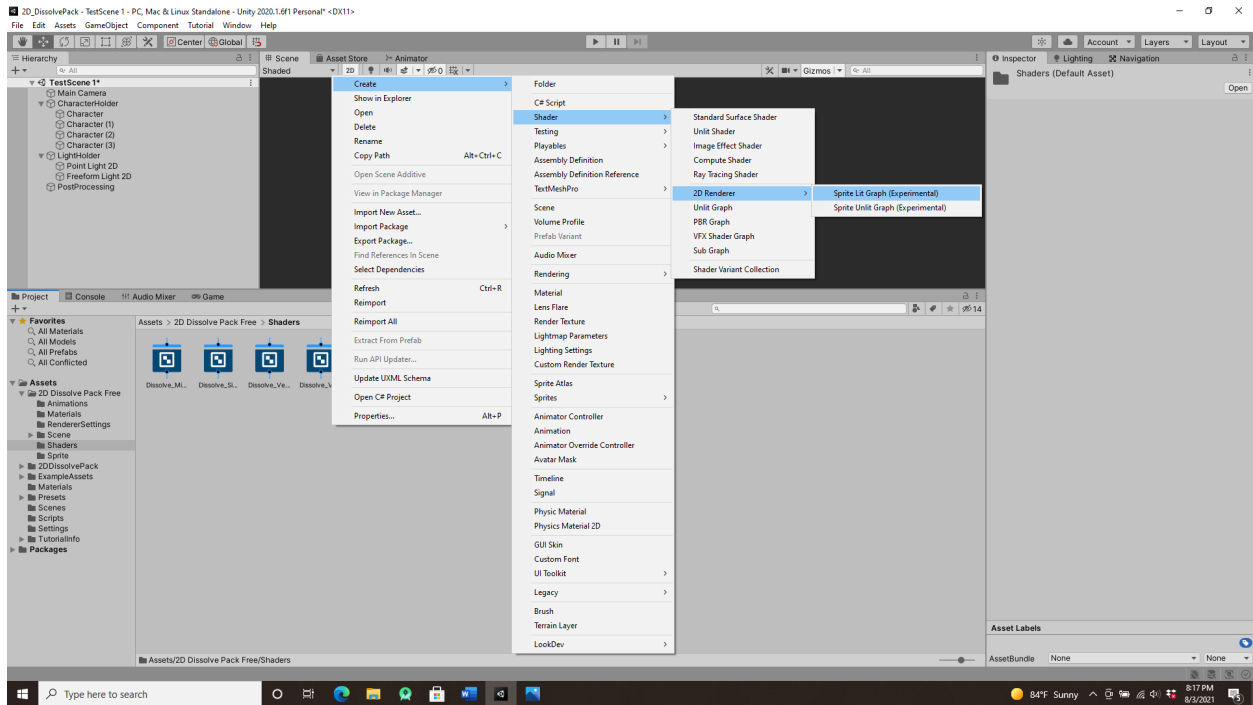 2D_DissolvePack - TestScene 1 - PC, Mac & Linux Standalone - Unity 2020.1.6f1 Personal* <DX11>
File Edit Assets GameObject Component Tutorial Window Help
Center Global
Account Layers Layout
Hierarchy
All
TestScene 1*
Main Camera
CharacterHolder
Character
Character (1)
Character (2)
Character (3)
LightHolder
Point Light 2D
Freeform Light 2D
PostProcessing
Scene Asset Store Animator
Shaded 2D 0 Gizmos All
Create
Show in Explorer
Open
Delete
Rename
Copy Path Alt+Ctrl+C
Open Scene Additive
View in Package Manager
Import New Asset...
Import Package
Export Package...
Find References In Scene
Select Dependencies
Refresh Ctrl+R
Reimport
Reimport All
Extract From Prefab
Run API Updater...
Update UXML Schema
Open C# Project
Properties... Alt+P
Folder
C# Script
Shader
Testing
Playables
Assembly Definition
Assembly Definition Reference
TextMeshPro
Scene
Volume Profile
Prefab Variant
Audio Mixer
Rendering
Material
Lens Flare
Render Texture
Lightmap Parameters
Lighting Settings
Custom Render Texture
Sprite Atlas
Sprites
Animator Controller
Animation
Animator Override Controller
Avatar Mask
Timeline
Signal
Physic Material
Physics Material 2D
GUI Skin
Custom Font
UI Toolkit
Legacy
Brush
Terrain Layer
LookDev
Standard Surface Shader
Unlit Shader
Image Effect Shader
Compute Shader
Ray Tracing Shader
2D Renderer
Unlit Graph
PBR Graph
VFX Shader Graph
Sub Graph
Shader Variant Collection
Sprite Lit Graph (Experimental)
Sprite Unlit Graph (Experimental)
Inspector Lighting Navigation
Shaders (Default Asset)
Open
Project Console Audio Mixer Game
14
Favorites
All Materials
All Models
All Prefabs
All Conflicted
Assets
2D Dissolve Pack Free
Animations
Materials
RendererSettings
Scene
Shaders
Sprite
2DDissolvePack
ExampleAssets
Materials
Presets
Scenes
Scripts
Settings
TutorialInfo
Packages
Assets > 2D Dissolve Pack Free > Shaders
Dissolve_Mi... Dissolve_Si... Dissolve_Ve... Dissolve_V
Assets/2D Dissolve Pack Free/Shaders
Asset Labels
AssetBundle None None
Type here to search
84°F Sunny
8:17 PM
8/3/2021
5